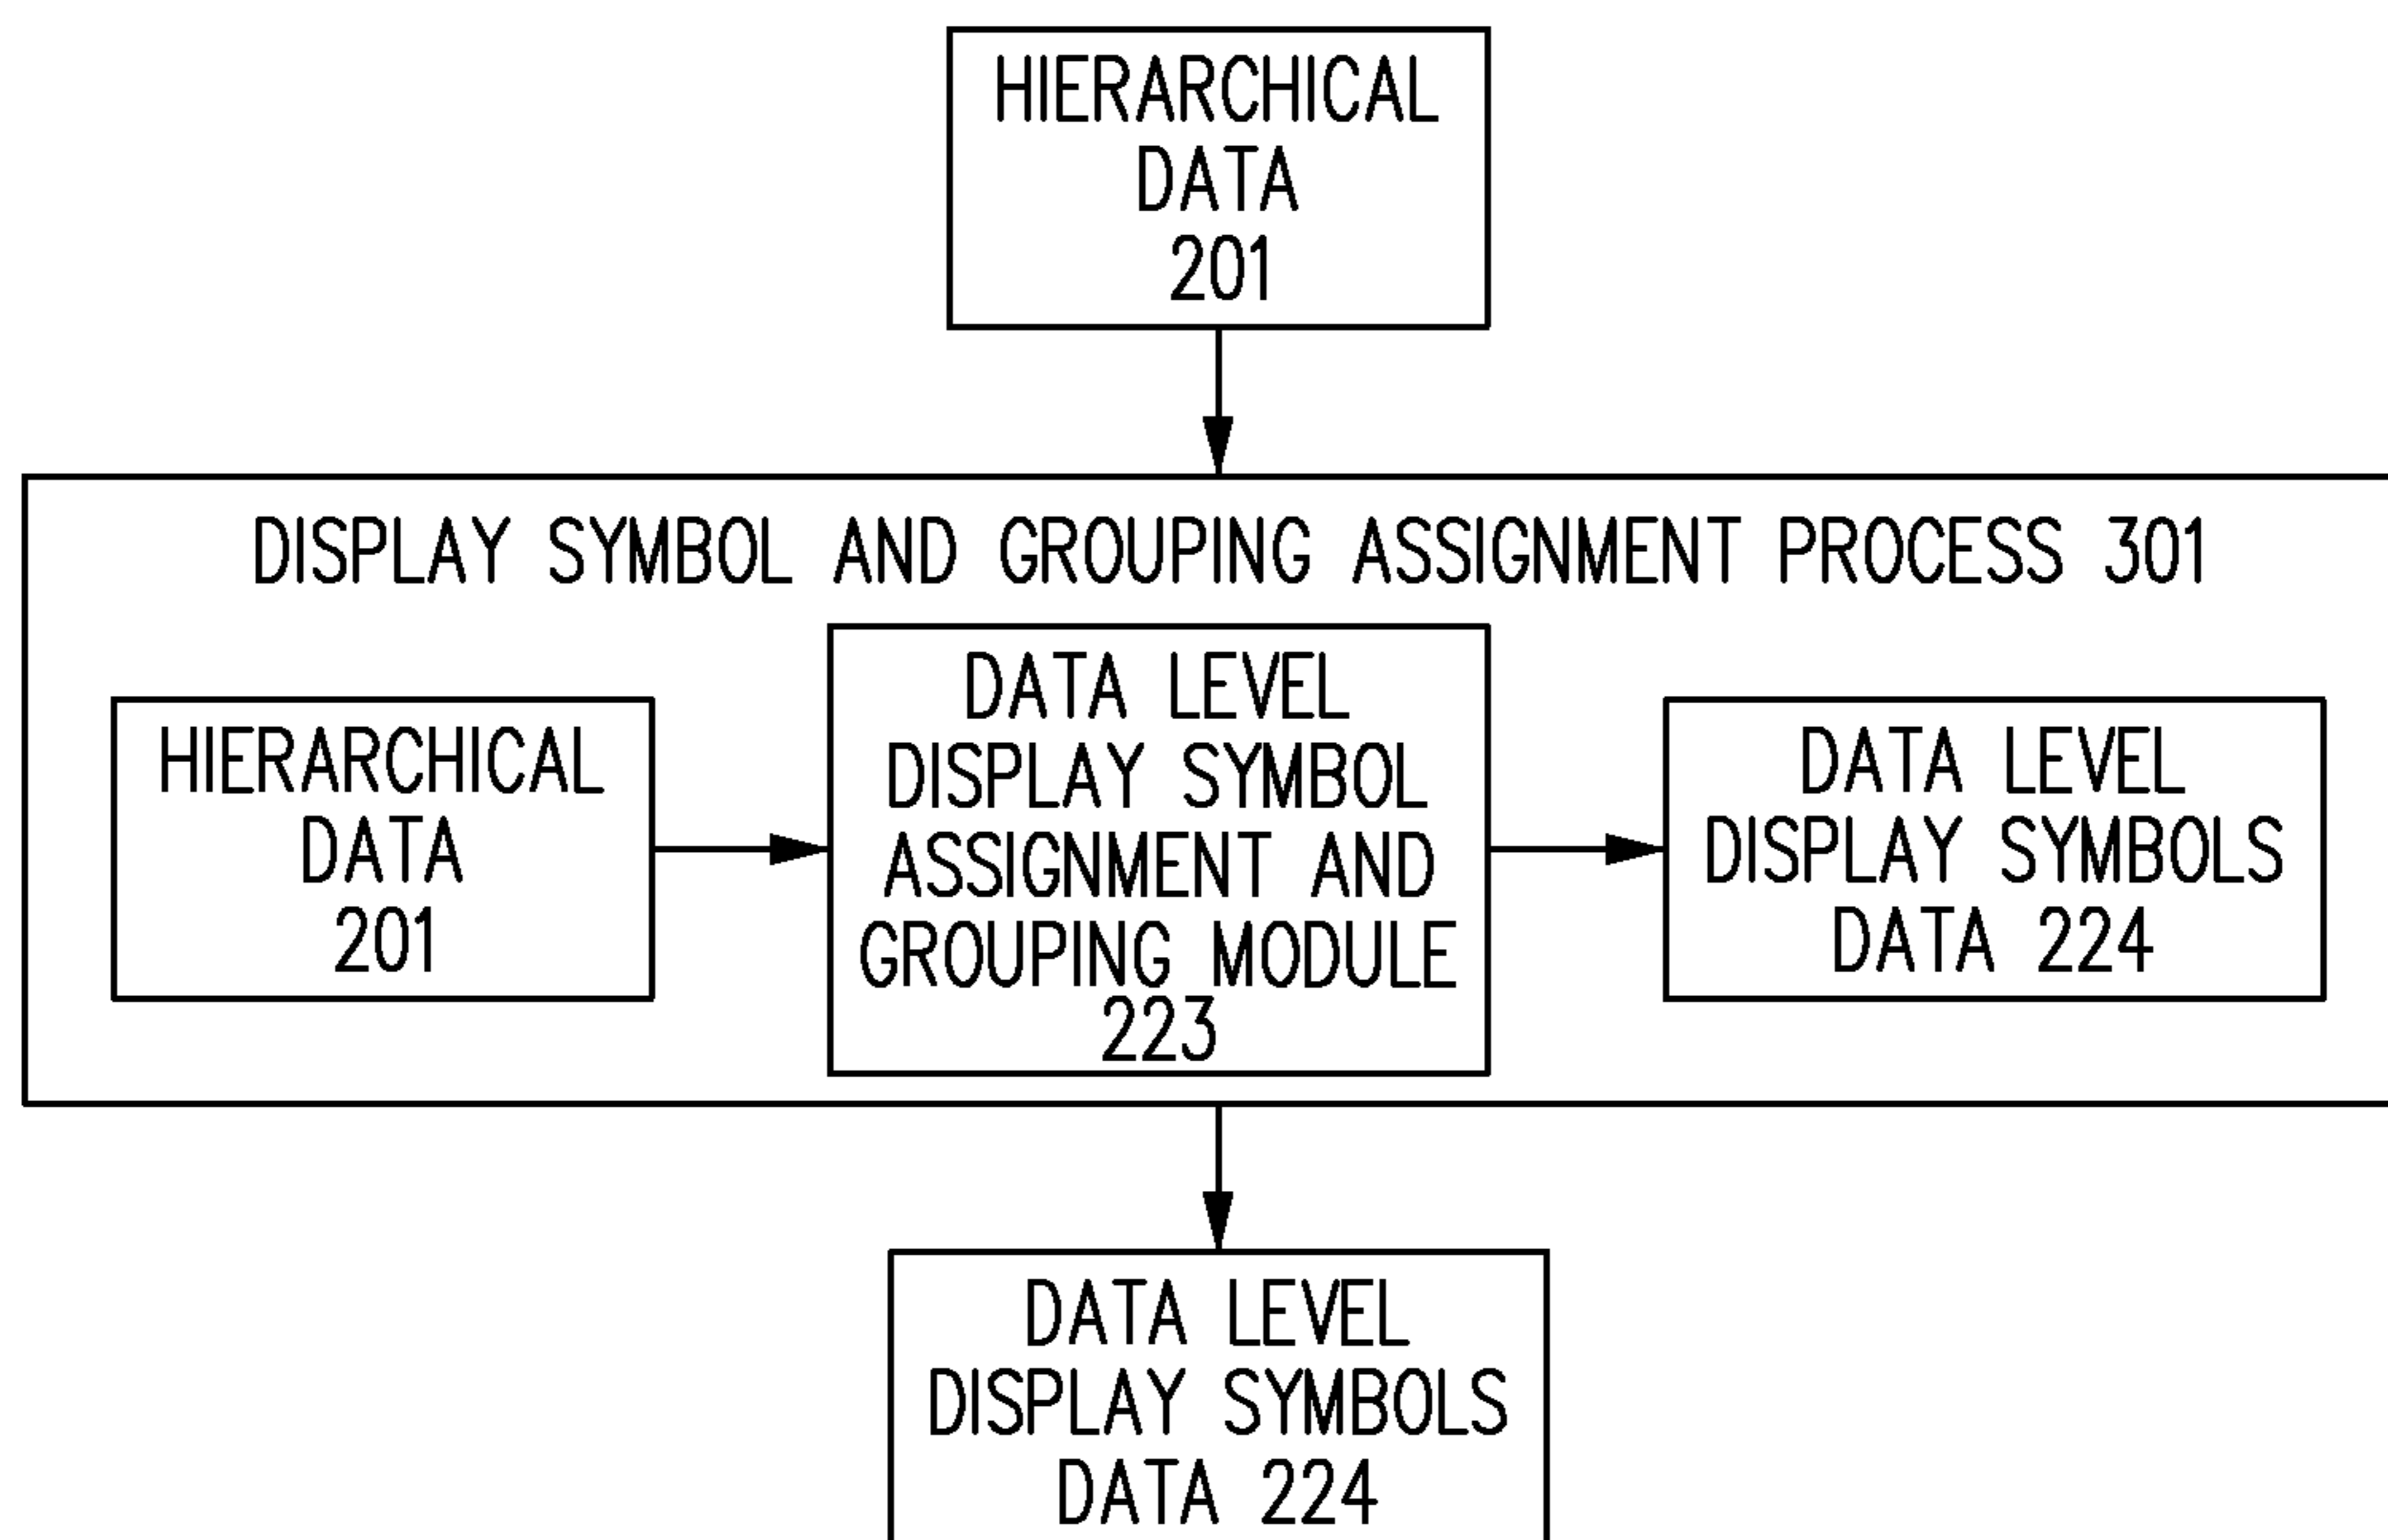 HIERARCHICAL
DATA
201
DISPLAY SYMBOL AND GROUPING ASSIGNMENT PROCESS 301
HIERARCHICAL
DATA
201
DATA LEVEL
DISPLAY SYMBOL
ASSIGNMENT AND
GROUPING MODULE
223
DATA LEVEL
DISPLAY SYMBOLS
DATA 224
DATA LEVEL
DISPLAY SYMBOLS
DATA 224